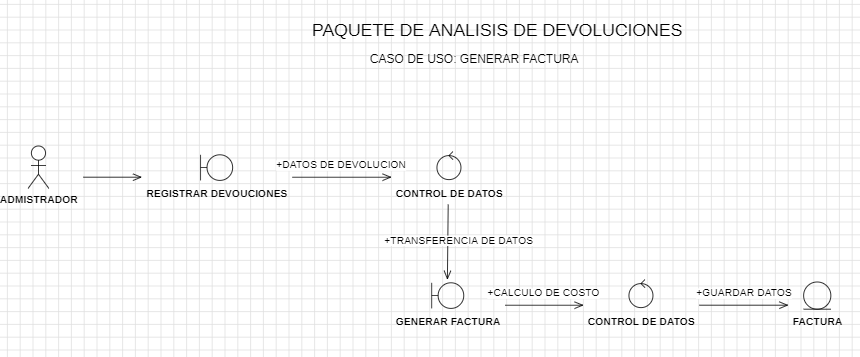 PAQUETE DE ANALISIS DE DEVOLUCIONES
CASO DE USO: GENERAR FACTURA
+DATOS DE DEVOLUCION
ADMISTRADOR
REGISTRAR DEVOUCIONES
CONTROL DE DATOS
+TRANSFERENCIA DE DATOS
+CALCULO DE COSTO
+GUARDAR DATOS
GENERAR FACTURA
CONTROL DE DATOS
FACTURA